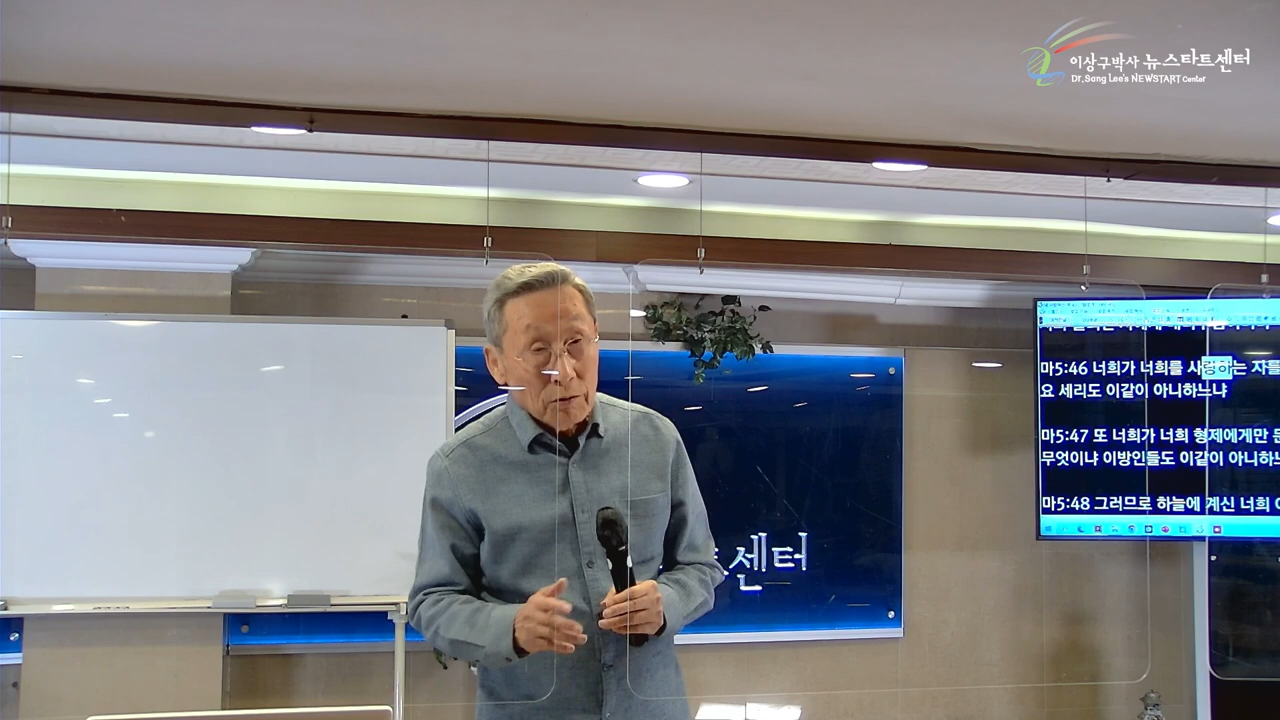 이상구박사 뉴스타트센터
Dr. Sang Lee's NEWSTART Center
마5:46 너희가 너희를 사랑하는 자들
요 세리도 이같이 아니하느냐
마5:47 또 너희가 너희 형제에게만
무엇이냐 이방인들도 이같이 아니하
마5:48 그러므로 하늘에 계신 너희
센터